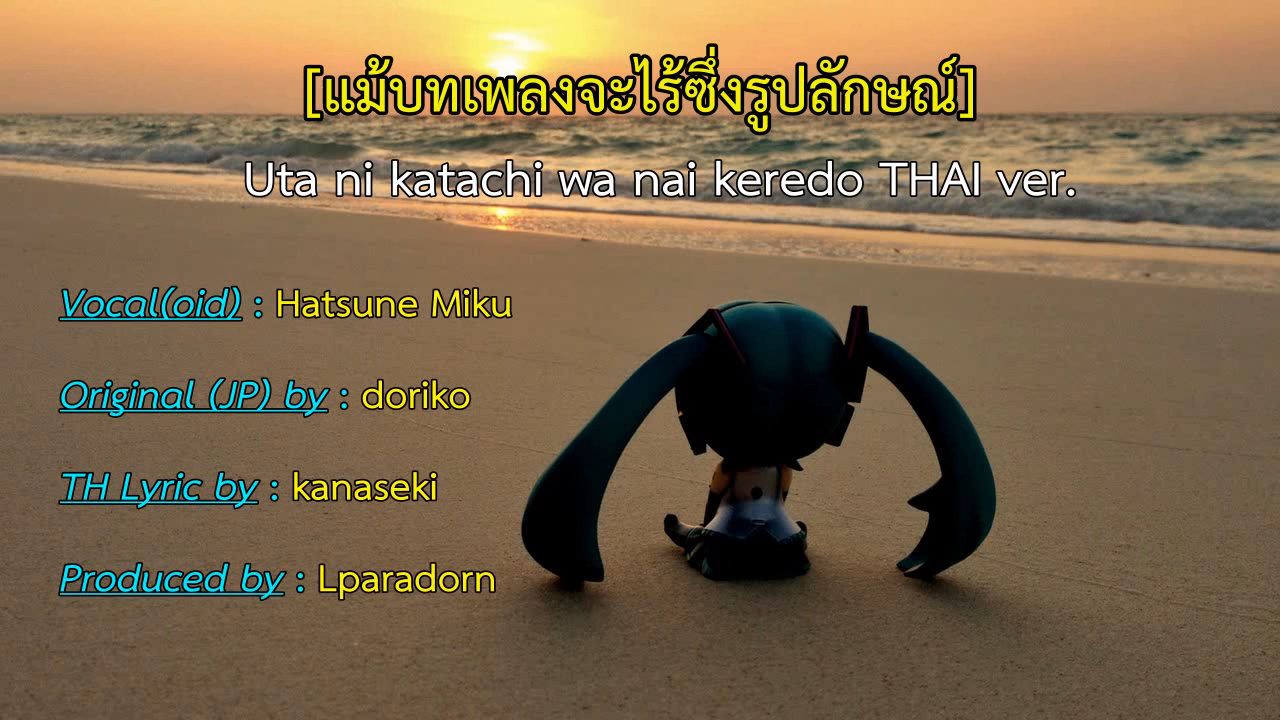 [แม้บทเพลงจะไร้ซึ่งรูปลักษณ์]
Uta ni katachi wa nai keredo THAI ver.
Vocal(oid) : Hatsune Miku
Original (JP) by : doriko
TH Lyric by : kanaseki
Produced by : Lparadorn